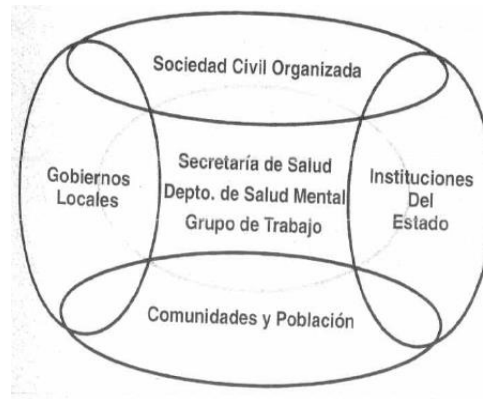 Sociedad Civil Organizada
Gobiernos
Locales
Secretaría de Salud
Depto. de Salud Mental
Grupo de Trabajo
Instituciones
Del
Estado
Comunidades y Población